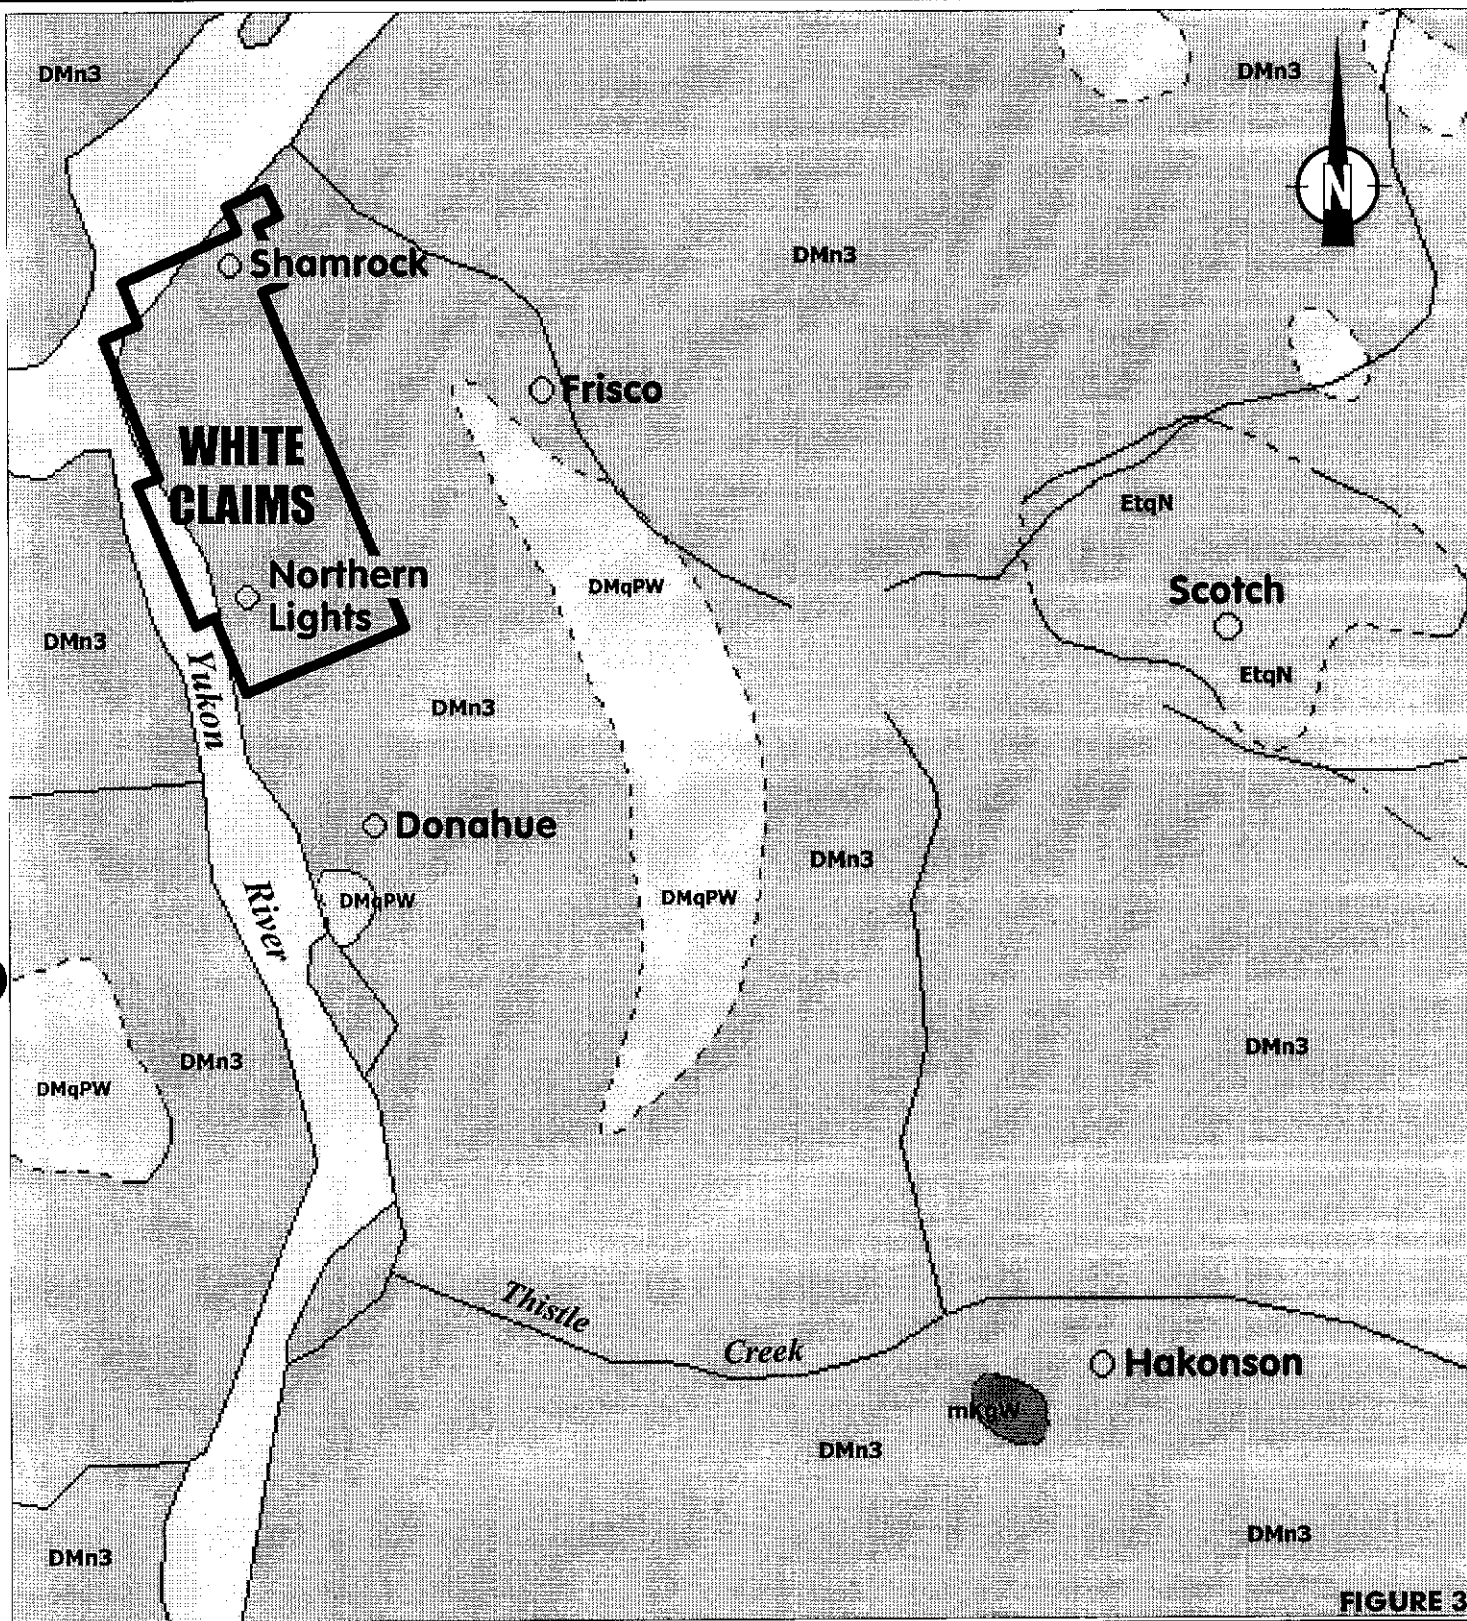 DMn3
DMn3
N
DMn3
Shamrock
Frisco
WHITE
CLAIMS
EtqN
Northern
Lights
DMqPW
Scotch
DMn3
Yukon
EtqN
DMn3
Donahue
DMn3
DMqPW
DMqPW
River
DMn3
DMn3
DMqPW
Thistle
Creek
Hakonson
mKgW
DMn3
DMn3
DMn3
FIGURE 3